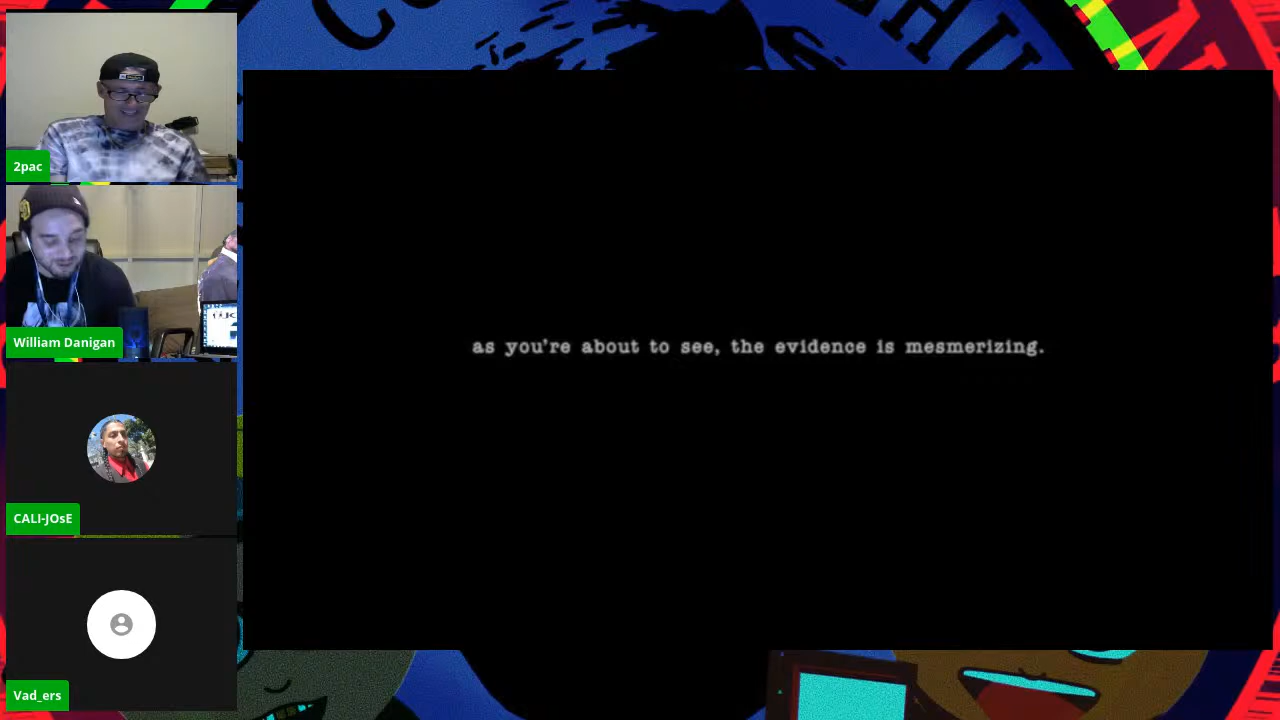 2pac
William Danigan
CALI-JOsE
Vad_ers
as you're about to see, the evidence is mesmerizing.